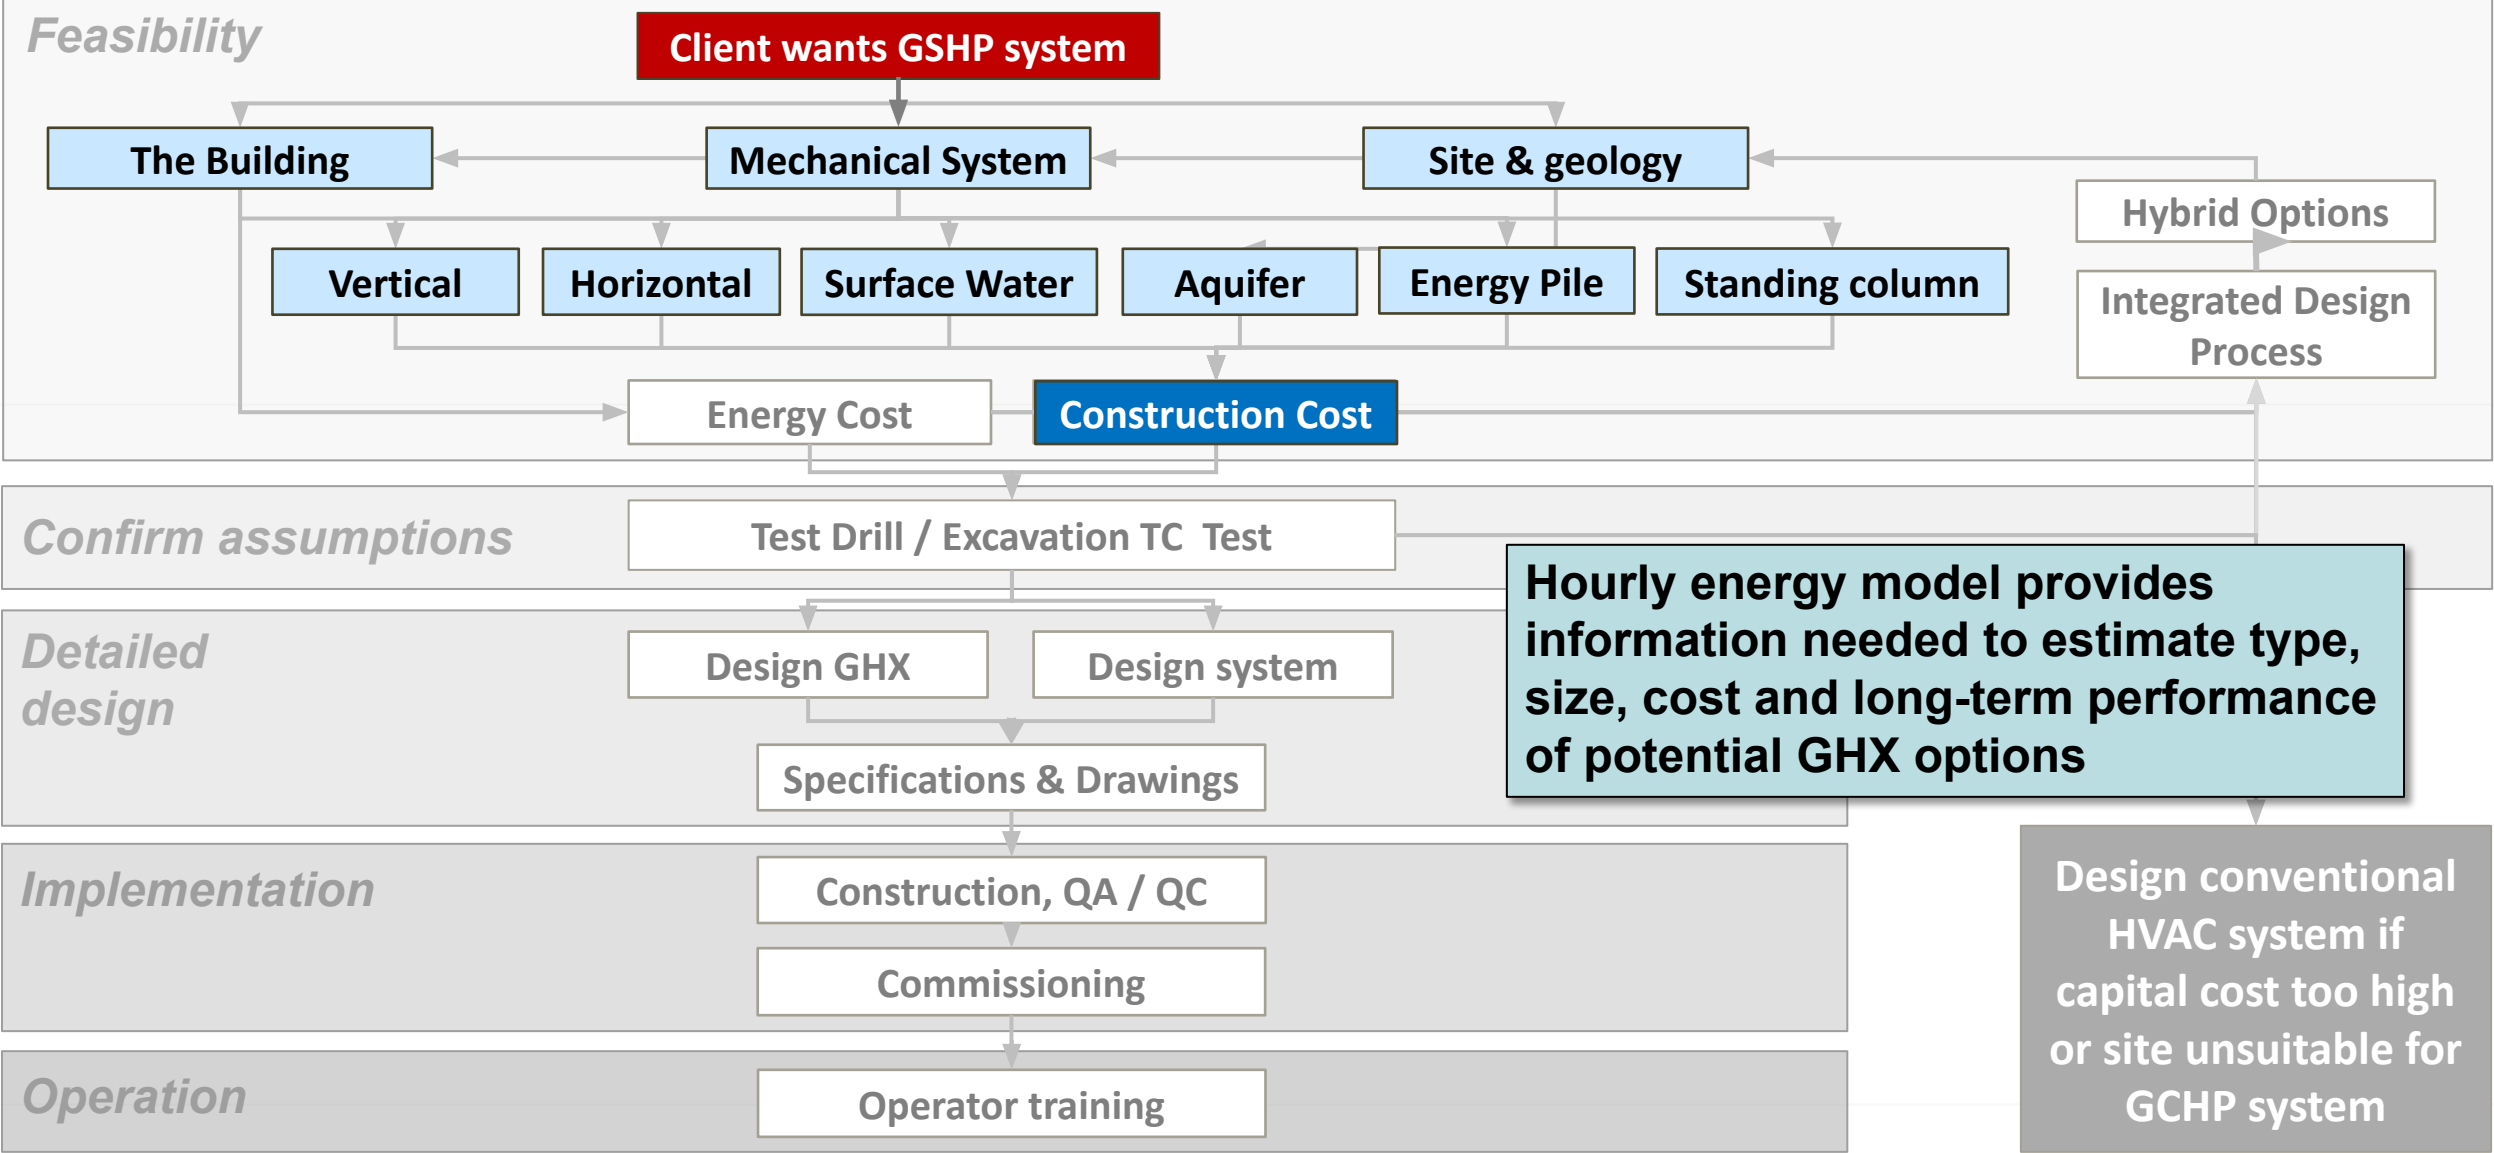 Feasibility
Client wants GSHP system
The Building
Mechanical System
Site & geology
Hybrid Options
Vertical
Horizontal
Surface Water
Aquifer
Energy Pile
Standing column
Integrated Design
Process
Energy Cost
Construction Cost
Confirm assumptions
Test Drill / Excavation TC Test
Hourly energy model provides
information needed to estimate type,
size, cost and long-term performance
of potential GHX options
Detailed
design
Design GHX
Design system
Specifications & Drawings
Implementation
Construction, QA / QC
Commissioning
Design conventional
HVAC system if
capital cost too high
or site unsuitable for
GCHP system
Operation
Operator training